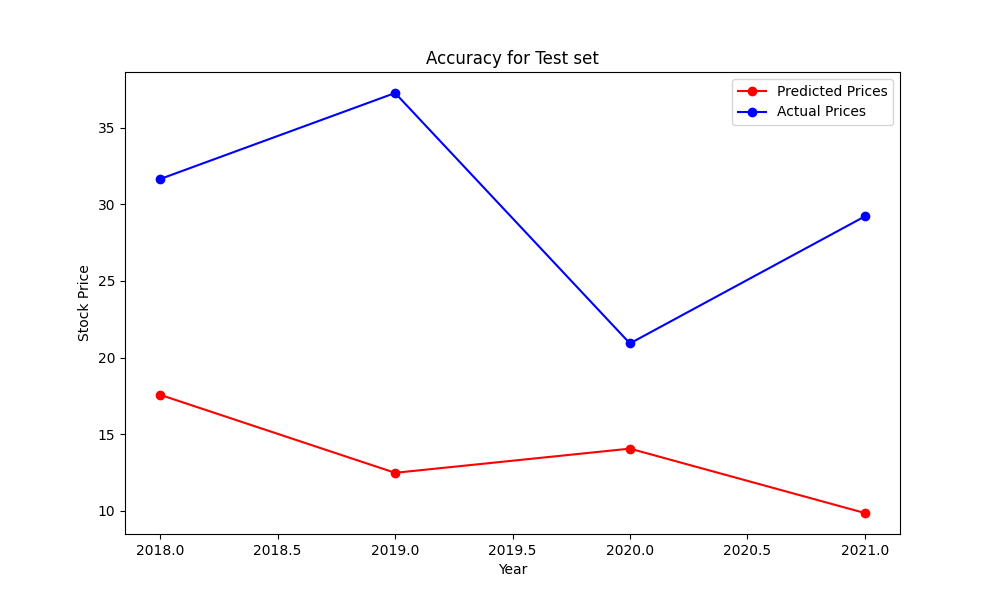 Accuracy for Test set
Predicted Prices
Actual Prices
Stock Price
35
30
25
20
15
10
2018.0 2018.5 2019.0 2019.5 2020.0 2020.5 2021.0
Year